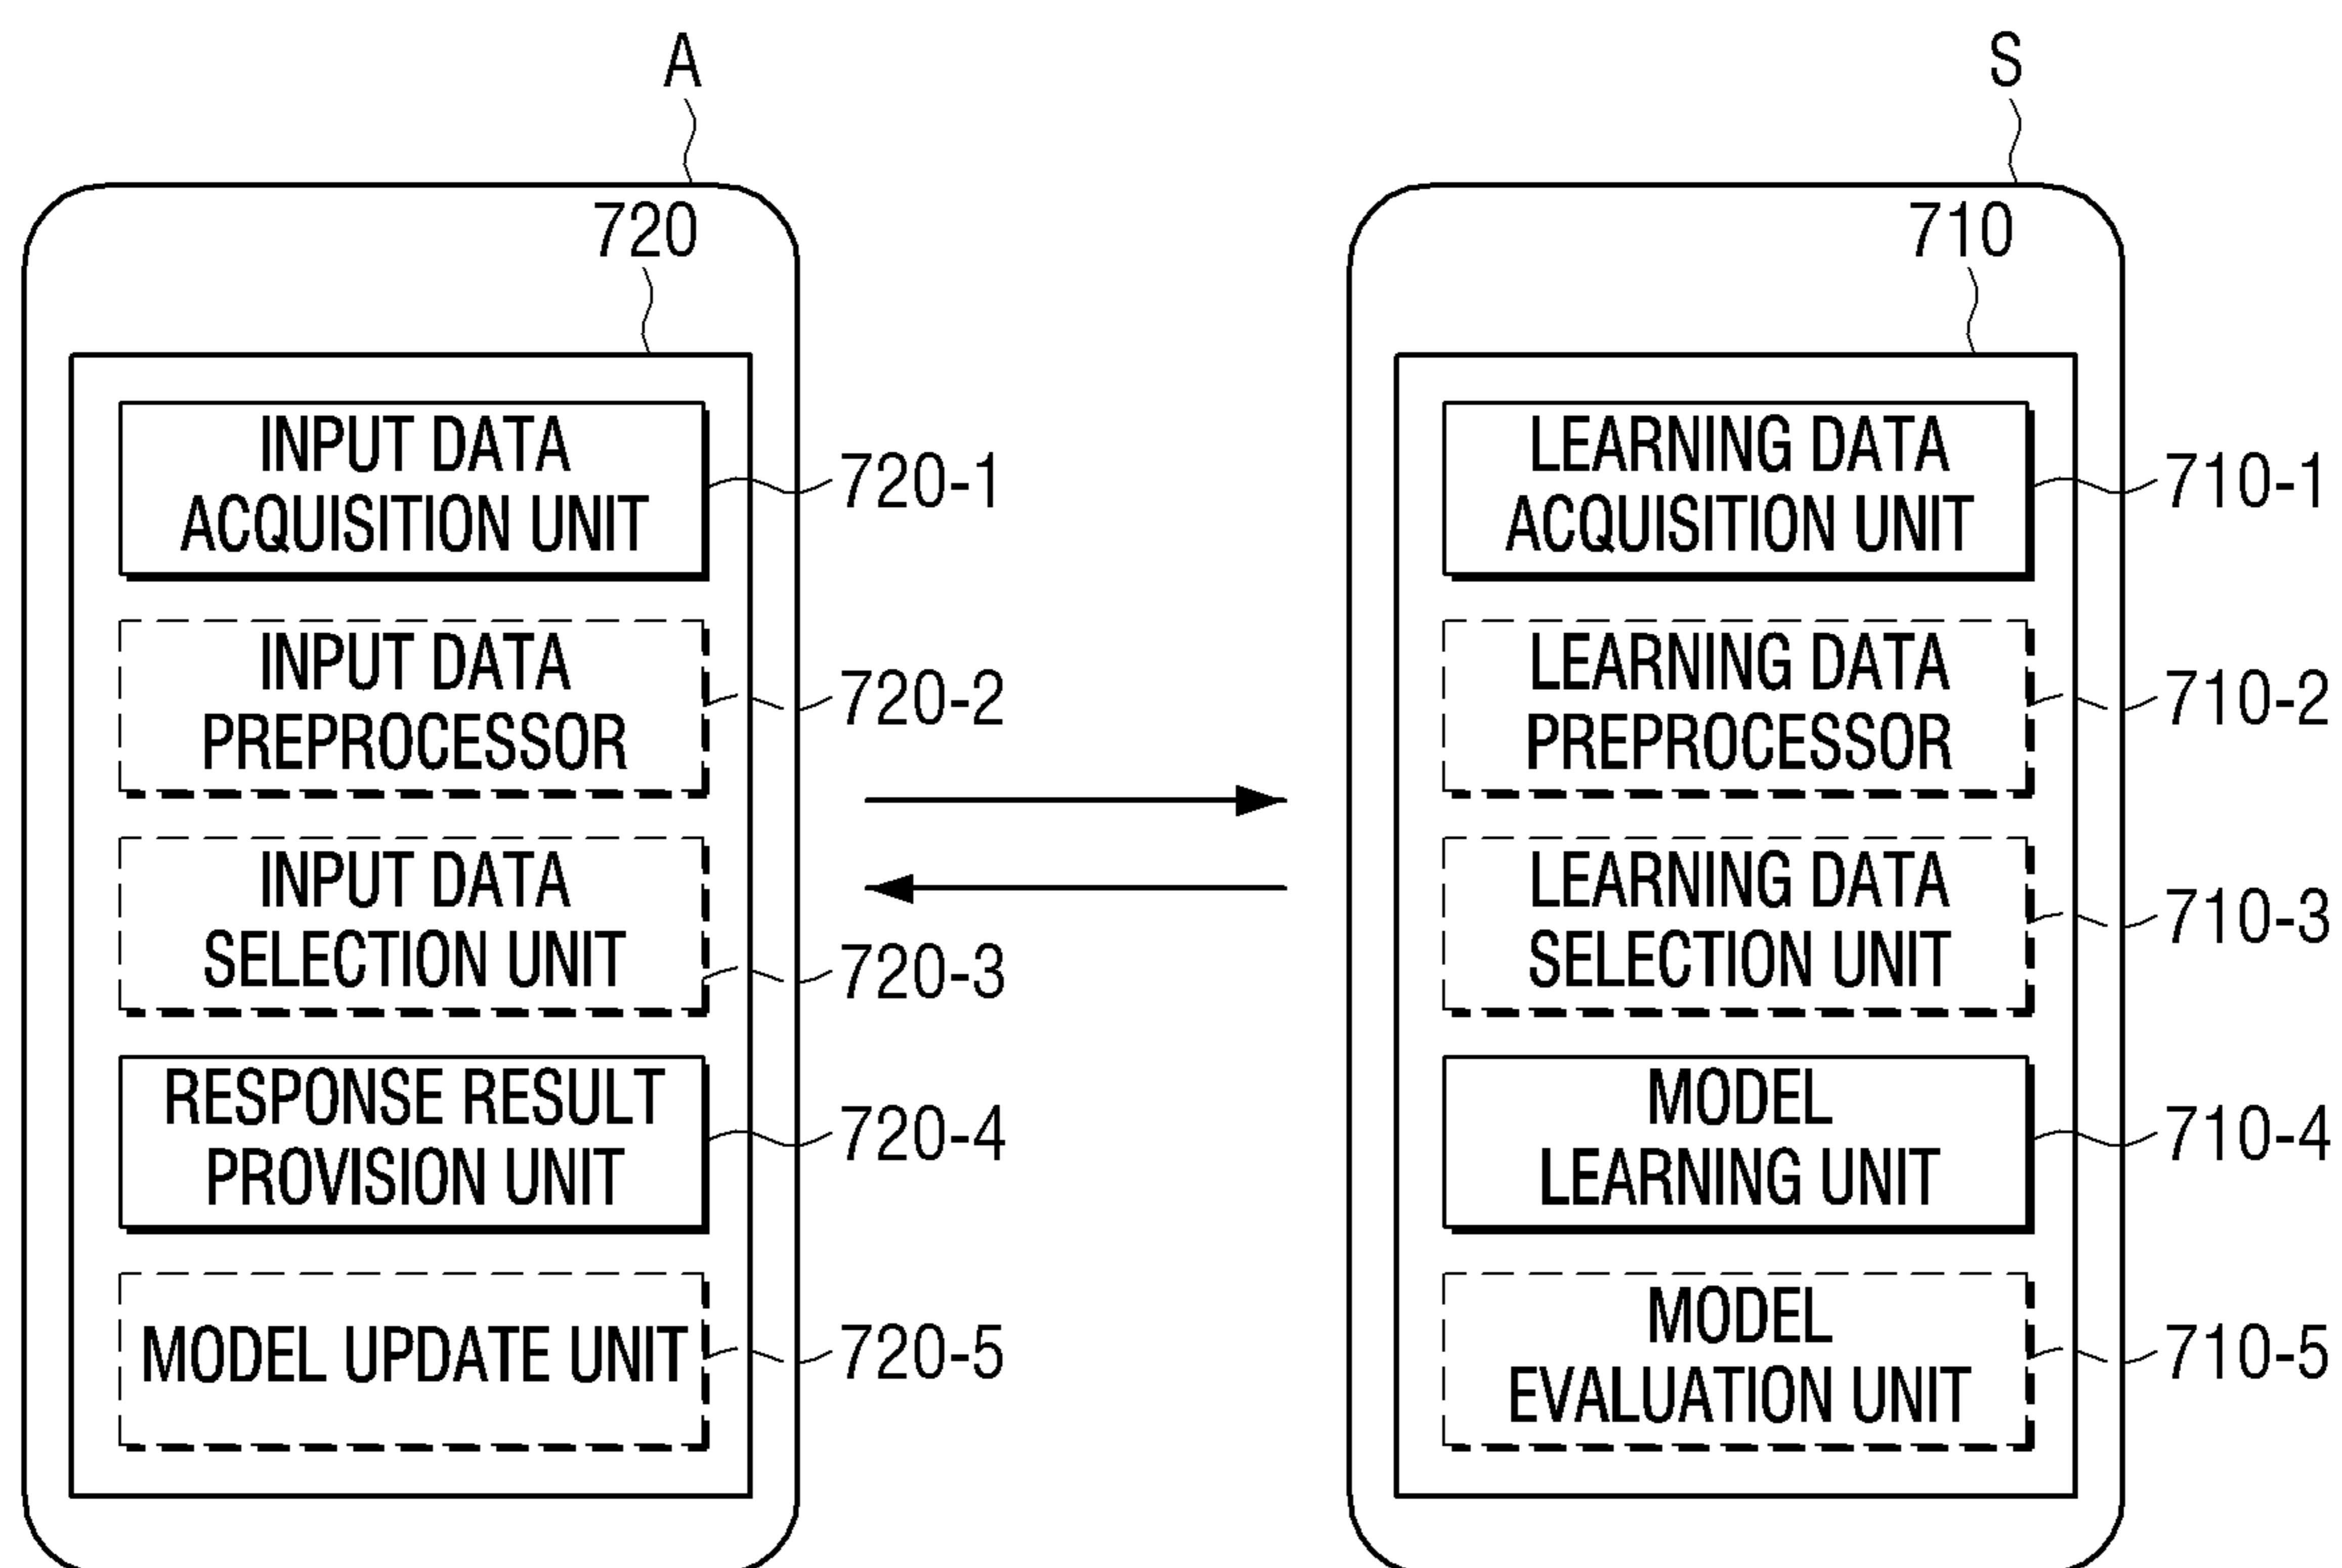 A
720
INPUT DATA
ACQUISITION UNIT
720-1
INPUT DATA
PREPROCESSOR
720-2
INPUT DATA
SELECTION UNIT
720-3
RESPONSE RESULT
PROVISION UNIT
720-4
MODEL UPDATE UNIT
720-5
S
710
LEARNING DATA
ACQUISITION UNIT
710-1
LEARNING DATA
PREPROCESSOR
710-2
LEARNING DATA
SELECTION UNIT
710-3
MODEL
LEARNING UNIT
710-4
MODEL
EVALUATION UNIT
710-5